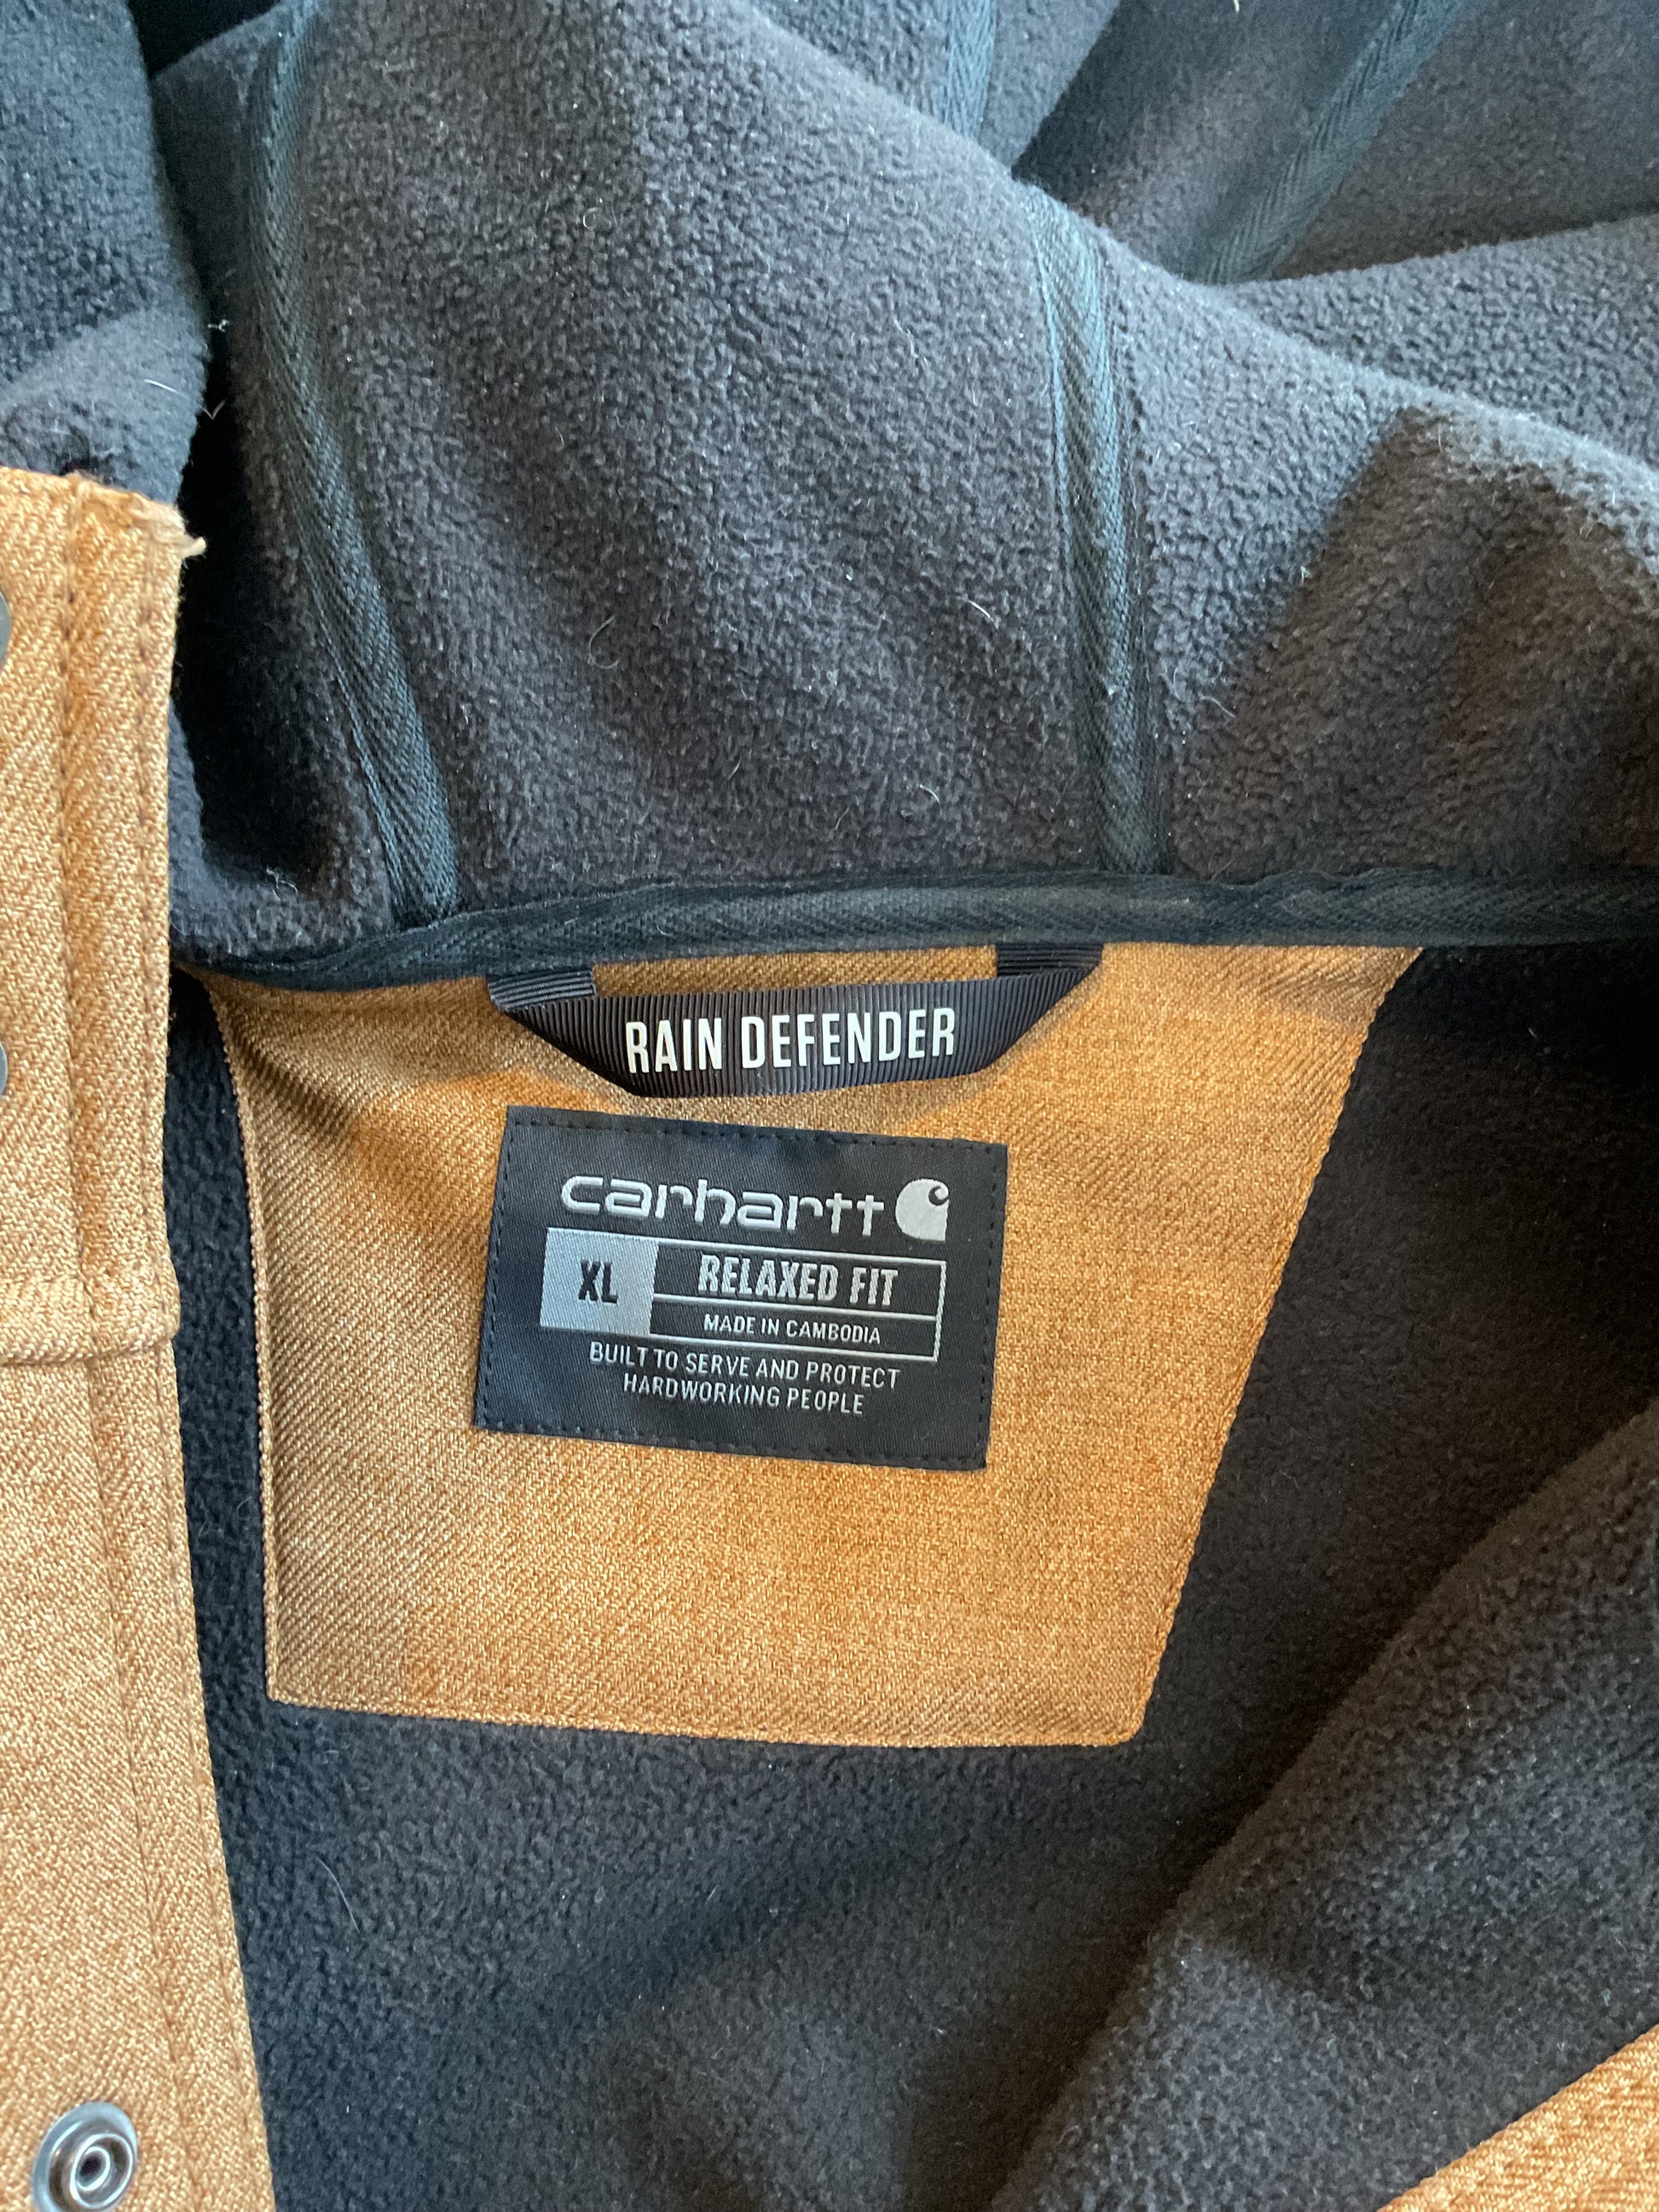 RAIN DEFENDER
carhartt
XL
RELAXED FIT
MADE IN CAMBODIA
BUILT TO SERVE AND PROTECT
HARDWORKING PEOPLE